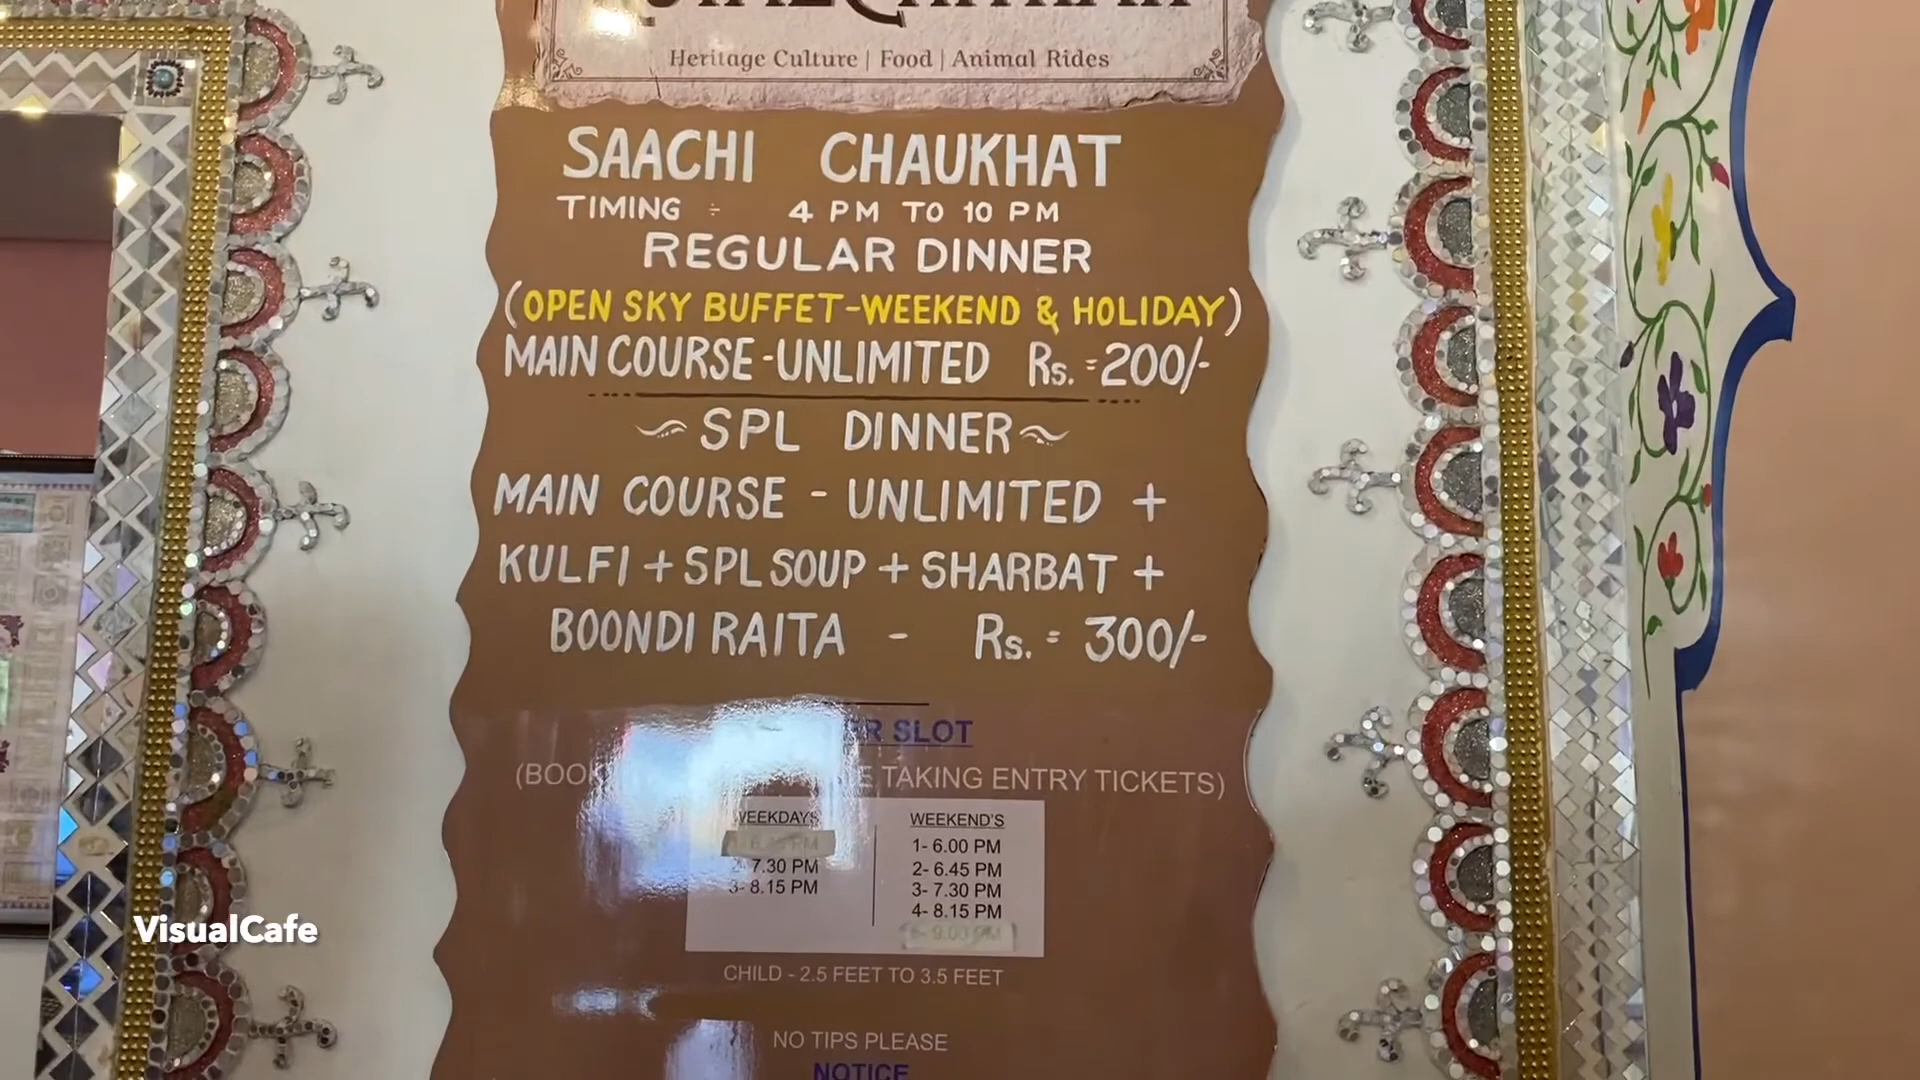 Heritage Culture | Food | Animal Rides
SAACHI CHAUKHAT
TIMING : 4 PM TO 10 PM
REGULAR DINNER
(OPEN SKY BUFFET-WEEKEND & HOLIDAY)
MAIN COURSE-UNLIMITED Rs.=200/-
SPL DINNER
MAIN COURSE - UNLIMITED +
KULFI + SPL SOUP + SHARBAT +
BOONDI RAITA - Rs.= 300/-
SLOT
TAKING ENTRY TICKETS)
WEEKDAYS
7.30 PM
3- 8.15 PM
WEEKEND'S
1- 6.00 PM
2- 6.45 PM
3- 7.30 PM
4- 8.15 PM
CHILD - 2.5 FEET TO 3.5 FEET
NO TIPS PLEASE
NOTICE
VisualCafe